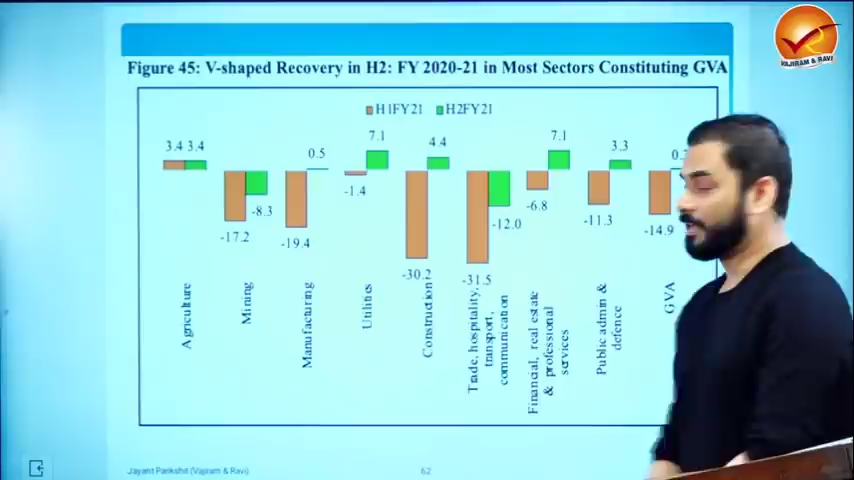 VAJIRAM & RAVI
Figure 45: V-shaped Recovery in H2: FY 2020-21 in Most Sectors Constituting GVA
H1FY21 H2FY21
3.4 3.4
-17.2
-8.3
-19.4
0.5
-1.4
7.1
-30.2
4.4
-31.5
-12.0
-6.8
7.1
-11.3
3.3
-14.9
Agriculture
Mining
Manufacturing
Utilities
Construction
Trade, hospitality,
transport,
communication
Financial, real estate
& professional
services
Public admin &
defence
GVA
Jayant Parikshit (Vajiram & Ravi)
62